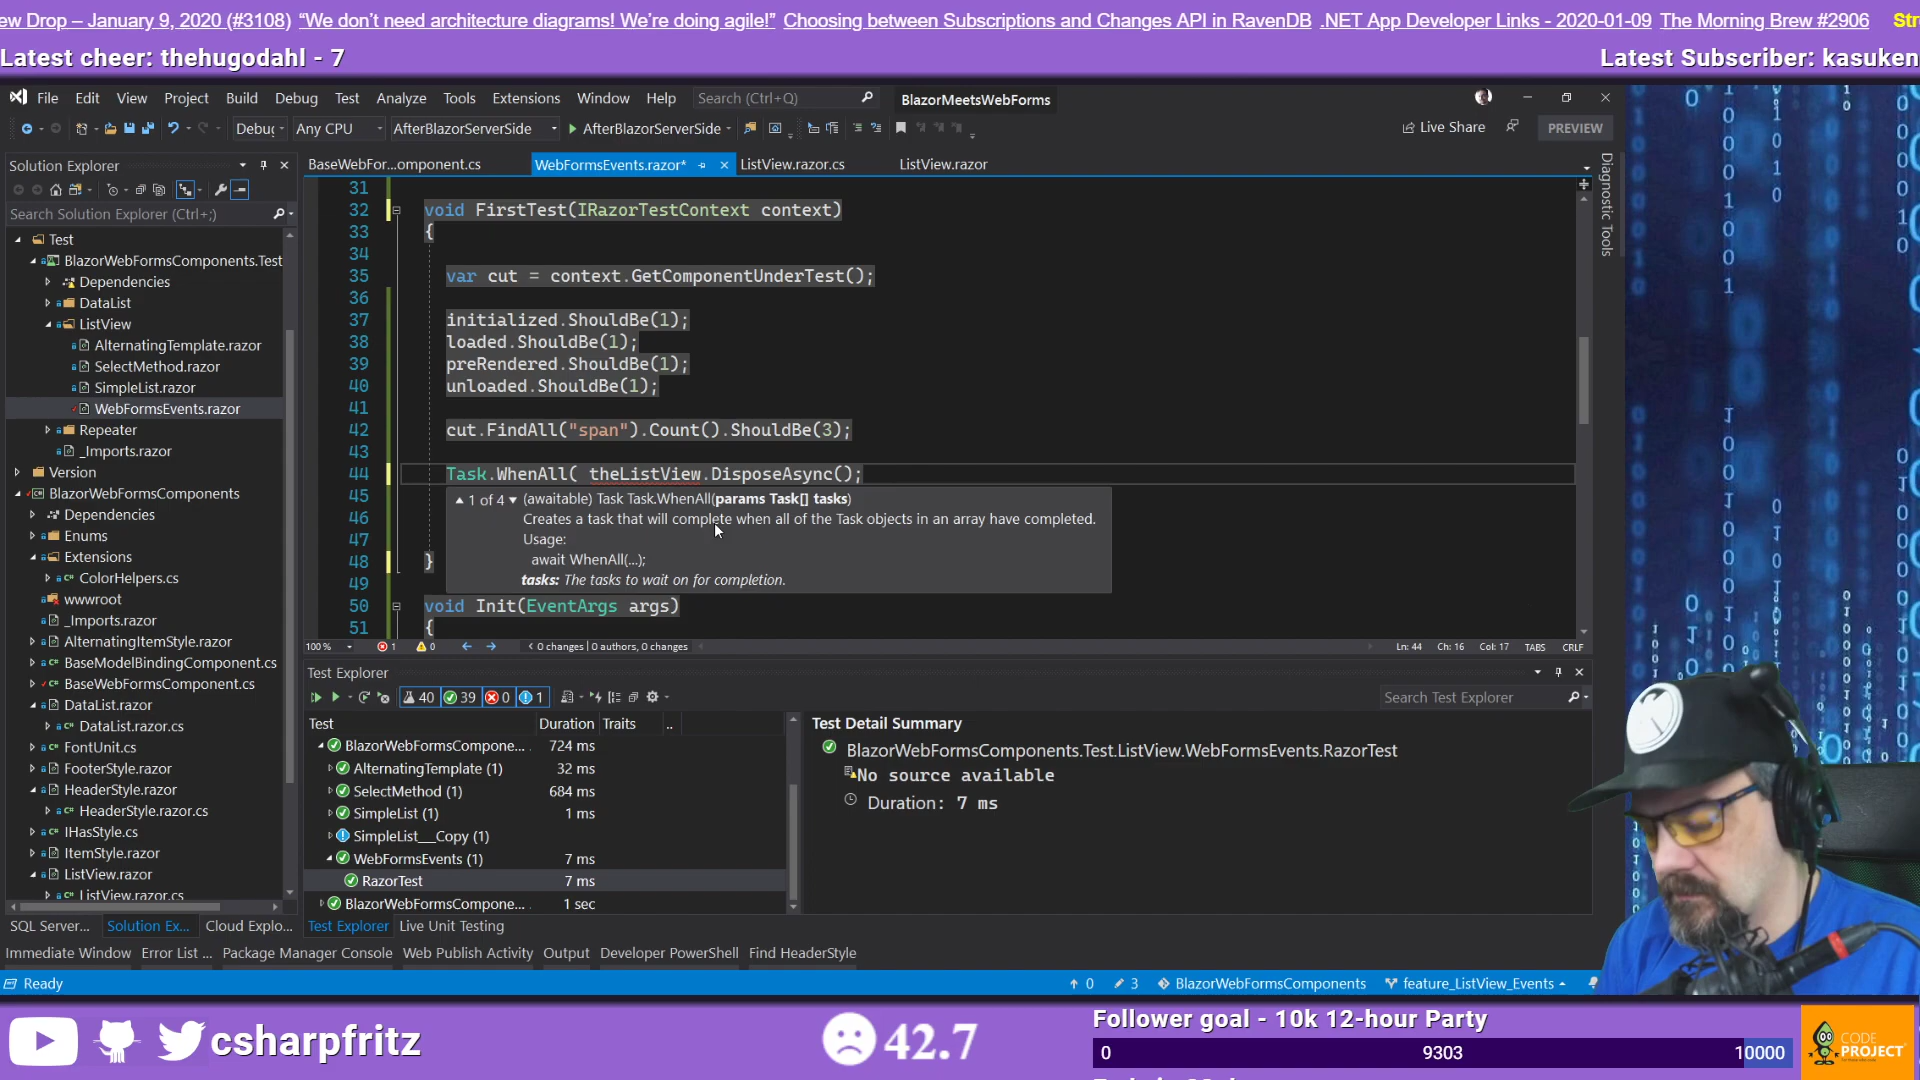 ew Drop – January 9, 2020 (#3108) "We don't need architecture diagrams! We're doing agile!" Choosing between Subscriptions and Changes API in RavenDB .NET App Developer Links - 2020-01-09 The Morning Brew #2906 Str
Latest cheer: thehugodahl - 7
Latest Subscriber: kasuken
File Edit View Project Build Debug Test Analyze Tools Extensions Window Help Search (Ctrl+Q) BlazorMeetsWebForms
Debug Any CPU AfterBlazorServerSide AfterBlazorServerSide Live Share PREVIEW
Solution Explorer
Search Solution Explorer (Ctrl+;)
Test
BlazorWebFormsComponents.Test
Dependencies
DataList
ListView
AlternatingTemplate.razor
SelectMethod.razor
SimpleList.razor
WebFormsEvents.razor
Repeater
_Imports.razor
Version
BlazorWebFormsComponents
Dependencies
Enums
Extensions
ColorHelpers.cs
wwwroot
_Imports.razor
AlternatingItemStyle.razor
BaseModelBindingComponent.cs
BaseWebFormsComponent.cs
DataList.razor
DataList.razor.cs
FontUnit.cs
FooterStyle.razor
HeaderStyle.razor
HeaderStyle.razor.cs
IHasStyle.cs
ItemStyle.razor
ListView.razor
ListView.razor.cs
SQL Server... Solution Ex... Cloud Explo...
BaseWebFor...omponent.cs WebFormsEvents.razor* ListView.razor.cs ListView.razor
Diagnostic Tools
31
32 void FirstTest(IRazorTestContext context)
33 {
34
35 var cut = context.GetComponentUnderTest();
36
37 initialized.ShouldBe(1);
38 loaded.ShouldBe(1);
39 preRendered.ShouldBe(1);
40 unloaded.ShouldBe(1);
41
42 cut.FindAll("span").Count().ShouldBe(3);
43
44 Task.WhenAll( theListView.DisposeAsync();
45
46
47
48 }
49
50 void Init(EventArgs args)
51 {
1 of 4 (awaitable) Task Task.WhenAll(params Task[] tasks)
Creates a task that will complete when all of the Task objects in an array have completed.
Usage:
await WhenAll(...);
tasks: The tasks to wait on for completion.
100 % 1 0 0 changes | 0 authors, 0 changes Ln: 44 Ch: 16 Col: 17 TABS CRLF
Test Explorer
40 39 0 1 Search Test Explorer
Test Duration Traits ..
BlazorWebFormsCompone... 724 ms
AlternatingTemplate (1) 32 ms
SelectMethod (1) 684 ms
SimpleList (1) 1 ms
SimpleList__Copy (1)
WebFormsEvents (1) 7 ms
RazorTest 7 ms
BlazorWebFormsCompone... 1 sec
Test Detail Summary
BlazorWebFormsComponents.Test.ListView.WebFormsEvents.RazorTest
No source available
Duration: 7 ms
Test Explorer Live Unit Testing
Immediate Window Error List ... Package Manager Console Web Publish Activity Output Developer PowerShell Find HeaderStyle
Ready 0 3 BlazorWebFormsComponents feature_ListView_Events
csharpfritz
42.7
Follower goal - 10k 12-hour Party
0 9303 10000
CODE
PROJECT